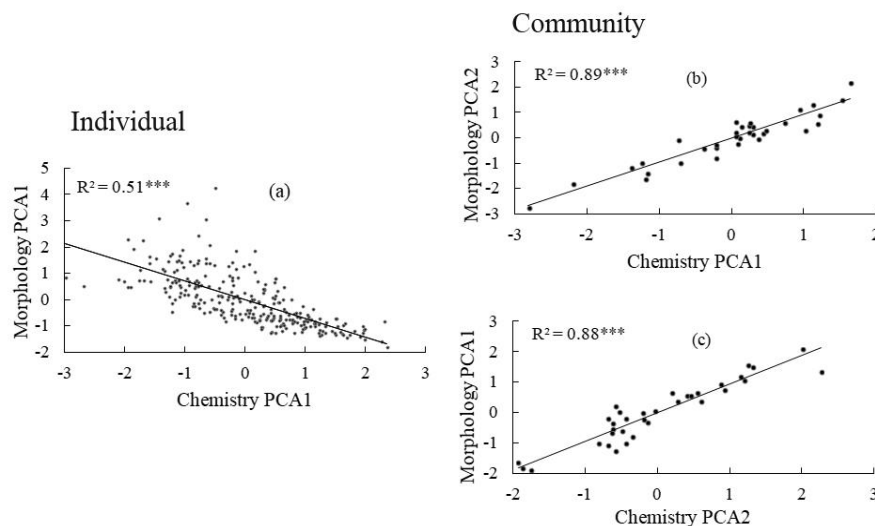 Community
Individual
R² = 0.51***
(a)
Morphology PCA1
5
4
3
2
1
0
-1
-2
-3
-2
-1
0
1
2
3
Chemistry PCA1
R² = 0.89***
(b)
Morphology PCA2
3
2
1
0
-1
-2
-3
-3
-2
-1
0
1
2
Chemistry PCA1
R² = 0.88***
(c)
Morphology PCA1
3
2
1
0
-1
-2
-2
-1
0
1
2
3
Chemistry PCA2